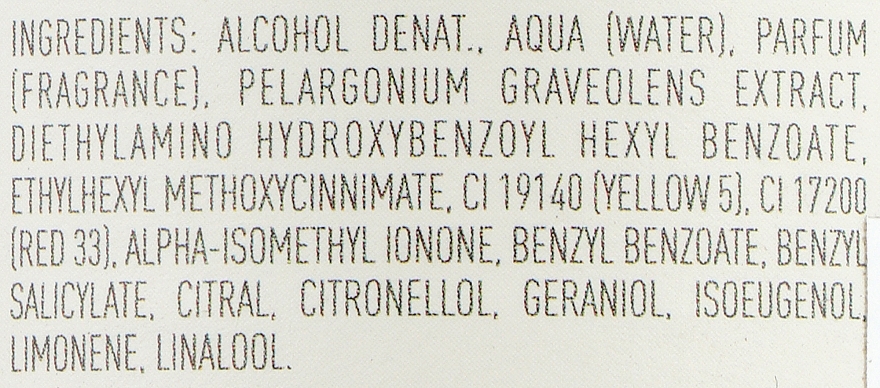 INGREDIENTS: ALCOHOL DENAT., AQUA (WATER), PARFUM
(FRAGRANCE), PELARGONIUM GRAVEOLENS EXTRACT,
DIETHYLAMINO HYDROXYBENZOYL HEXYL BENZOATE,
ETHYLHEXYL METHOXYCINNIMATE, CI 19140 (YELLOW 5), CI 17200
(RED 33), ALPHA-ISOMETHYL IONONE, BENZYL BENZOATE, BENZYL
SALICYLATE, CITRAL, CITRONELLOL, GERANIOL, ISOEUGENOL,
LIMONENE, LINALOOL.